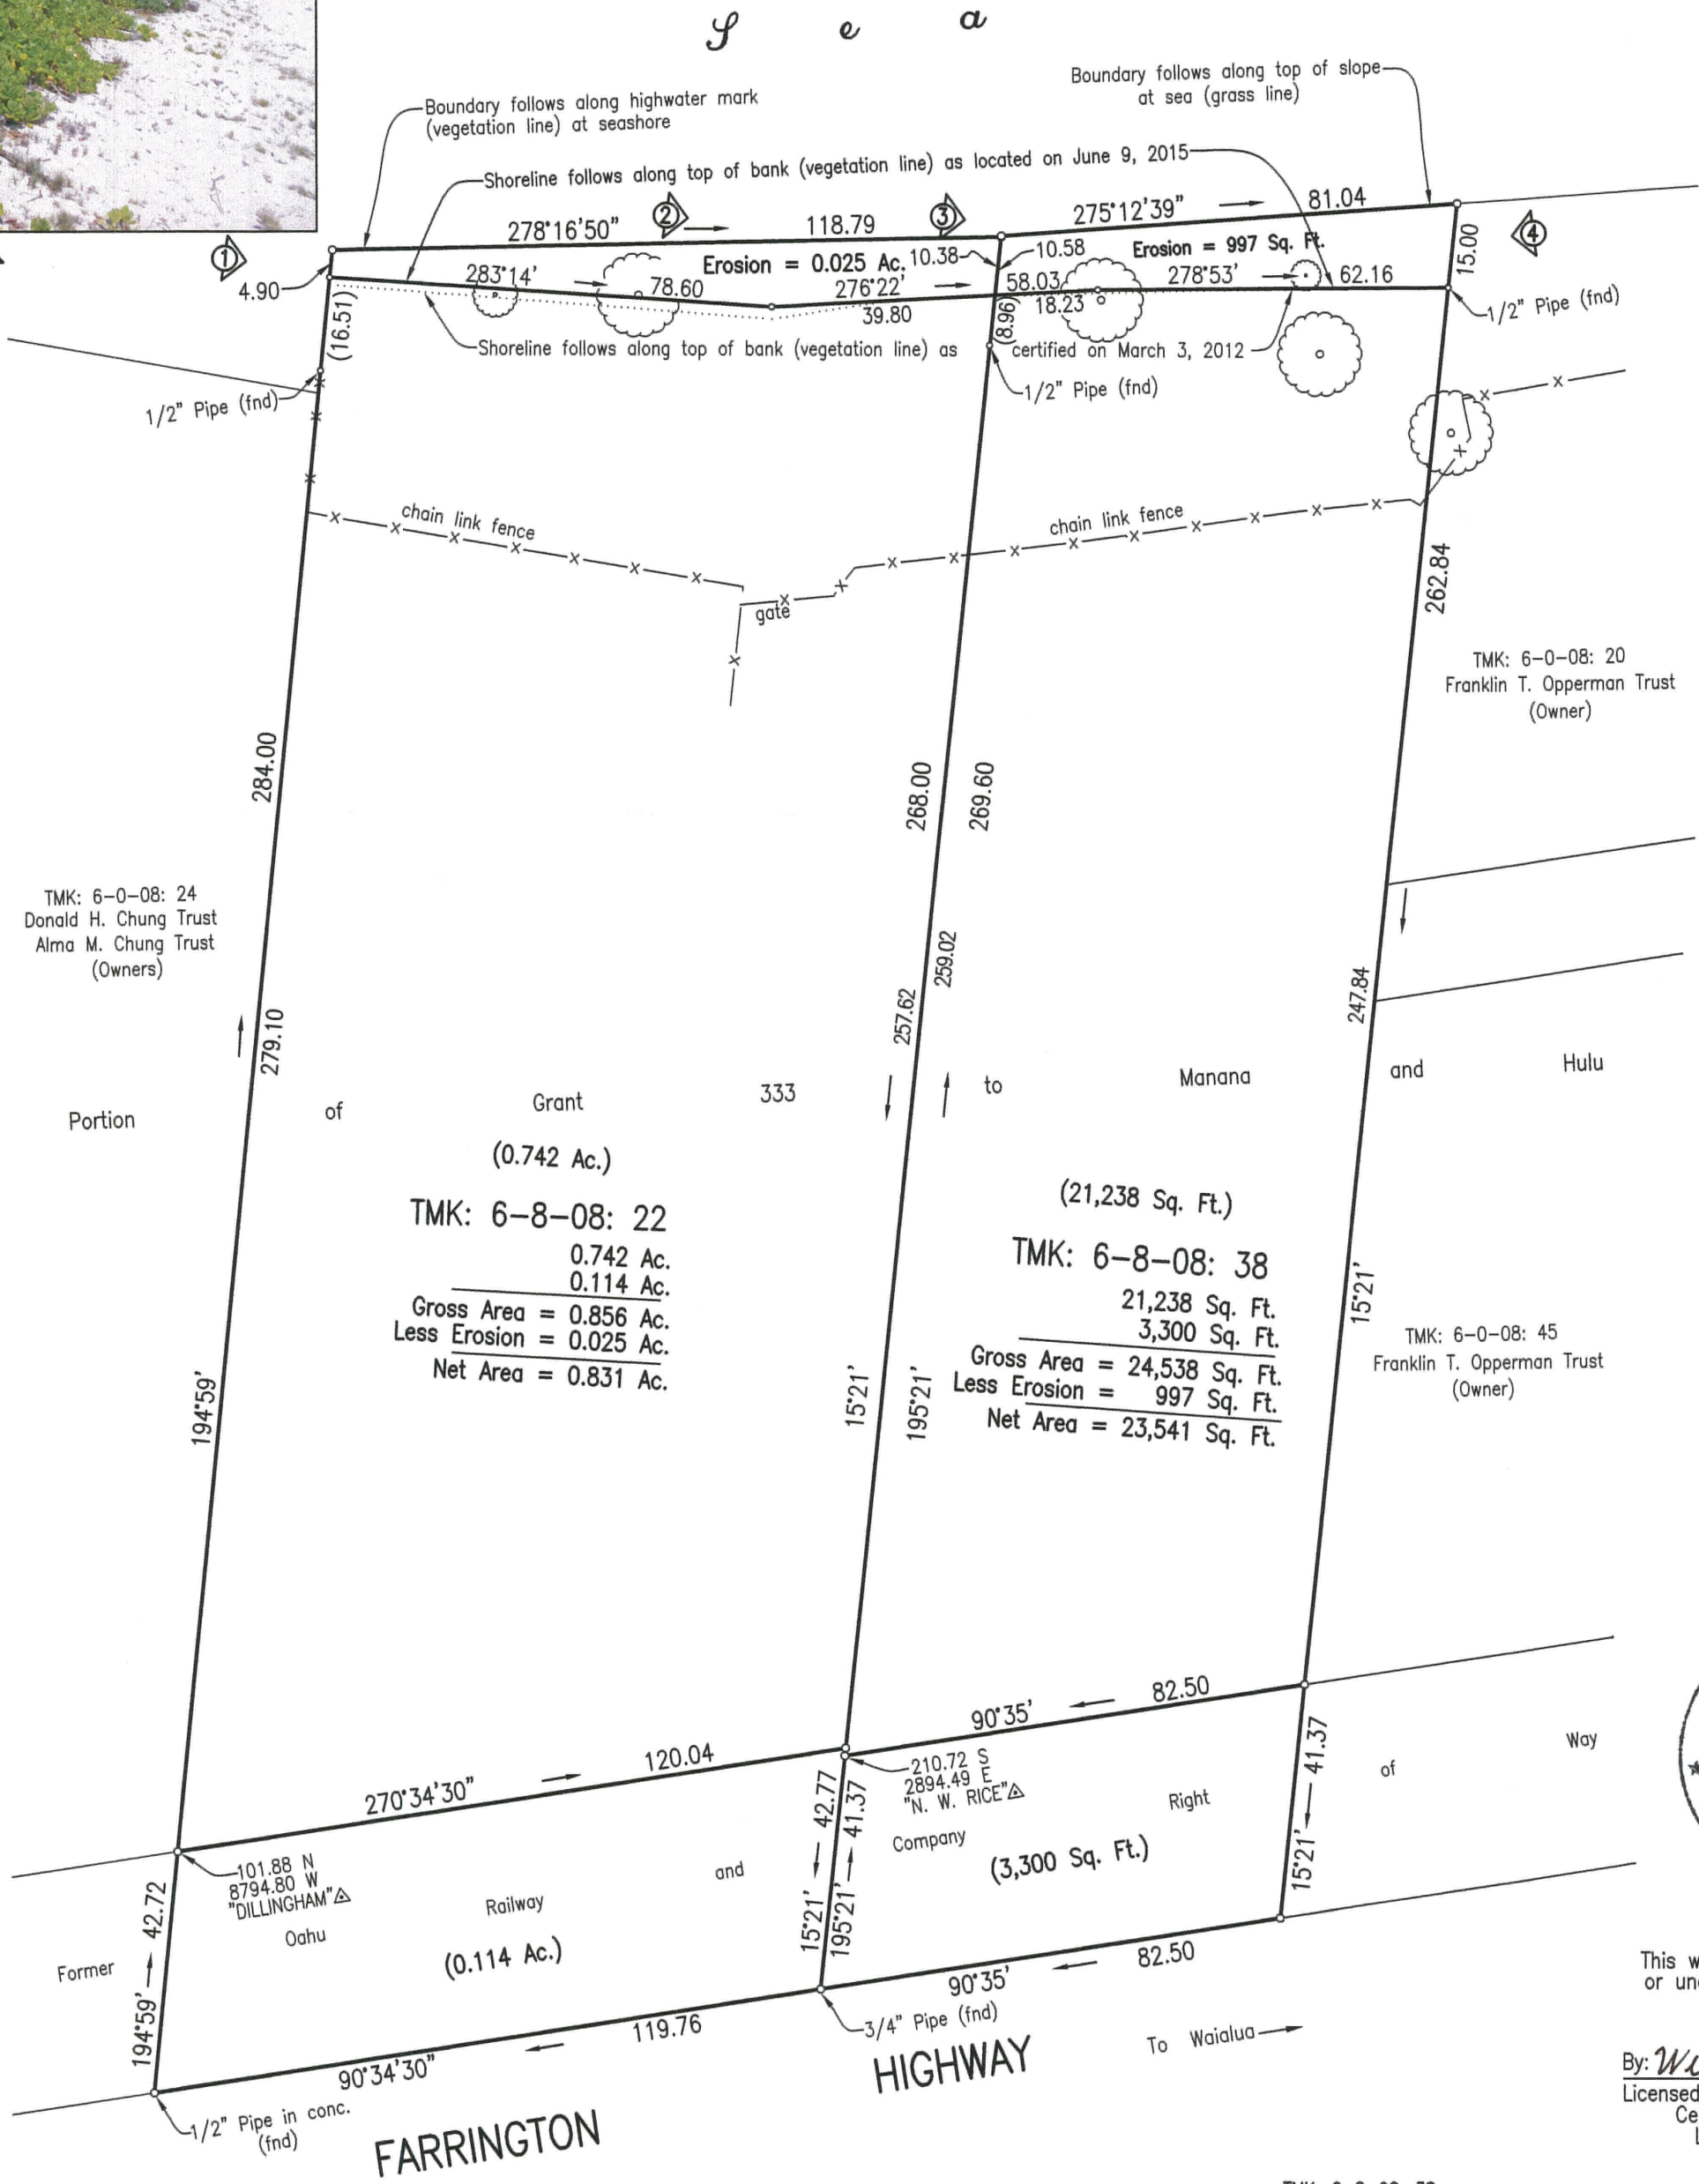 S e a
Boundary follows along highwater mark
(vegetation line) at seashore
Boundary follows along top of slope
at sea (grass line)
Shoreline follows along top of bank (vegetation line) as located on June 9, 2015
1
278°16'50"
2
118.79
3
275°12'39"
81.04
4
4.90
283°14'
78.60
Erosion = 0.025 Ac.
10.38
10.58
Erosion = 997 Sq. Ft.
276°22'
39.80
58.03
18.23
278°53'
62.16
15.00
(16.51)
(8.96)
1/2" Pipe (fnd)
Shoreline follows along top of bank (vegetation line) as certified on March 3, 2012
1/2" Pipe (fnd)
1/2" Pipe (fnd)
chain link fence
chain link fence
gate
262.84
TMK: 6-0-08: 20
Franklin T. Opperman Trust
(Owner)
284.00
268.00
269.60
TMK: 6-0-08: 24
Donald H. Chung Trust
Alma M. Chung Trust
(Owners)
279.10
257.62
259.02
247.84
Portion of Grant 333 to Manana and Hulu
(0.742 Ac.)
TMK: 6-8-08: 22
0.742 Ac.
0.114 Ac.
Gross Area = 0.856 Ac.
Less Erosion = 0.025 Ac.
Net Area = 0.831 Ac.
(21,238 Sq. Ft.)
TMK: 6-8-08: 38
21,238 Sq. Ft.
3,300 Sq. Ft.
Gross Area = 24,538 Sq. Ft.
Less Erosion = 997 Sq. Ft.
Net Area = 23,541 Sq. Ft.
194°59'
15°21'
195°21'
15°21'
TMK: 6-0-08: 45
Franklin T. Opperman Trust
(Owner)
270°34'30"
120.04
90°35'
82.50
101.88 N
8794.80 W
"DILLINGHAM"
210.72 S
2894.49 E
"N. W. RICE"
194°59'
42.72
15°21'
42.77
195°21'
41.37
15°21'
41.37
Former Oahu Railway and Company Right of Way
(0.114 Ac.)
(3,300 Sq. Ft.)
90°34'30"
119.76
90°35'
82.50
3/4" Pipe (fnd)
1/2" Pipe in conc.
(fnd)
To Waialua
FARRINGTON HIGHWAY
This w
or un
By:
Licensed
Ce